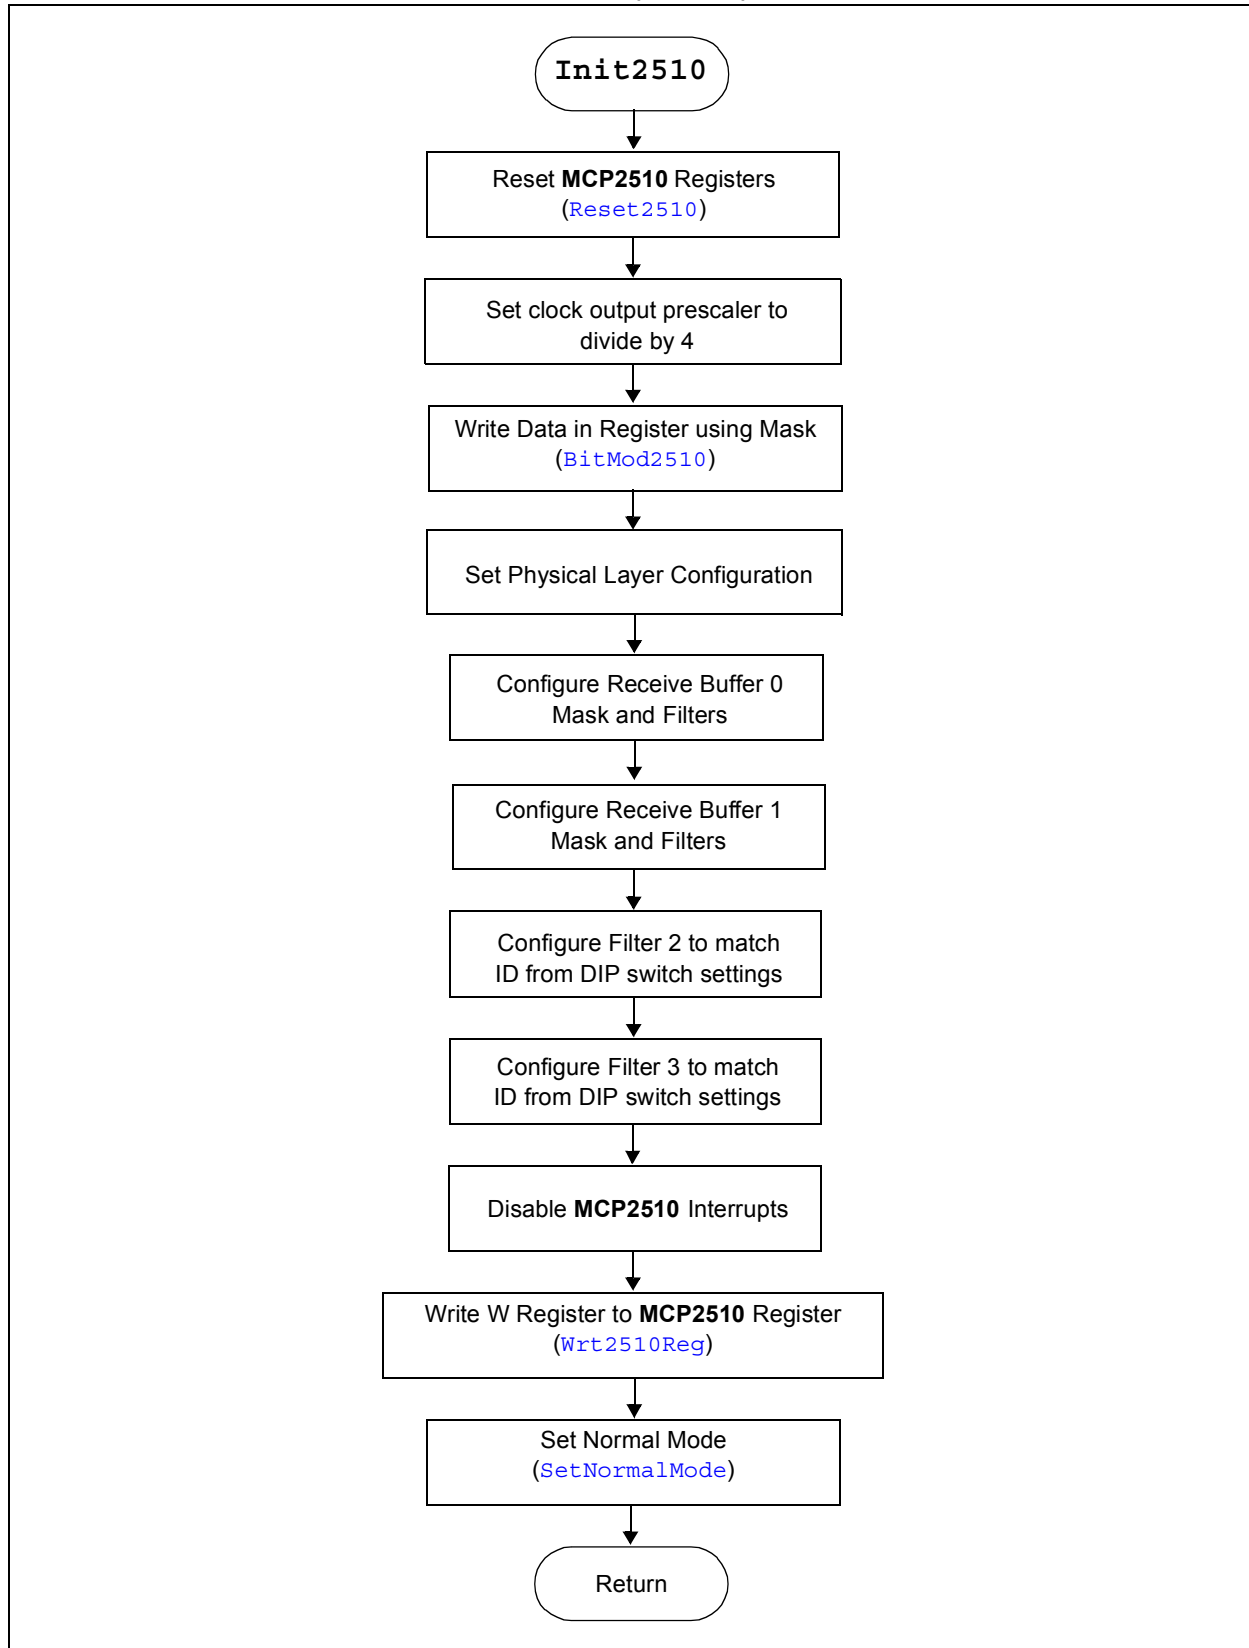 Init2510
Reset MCP2510 Registers
(Reset2510)
Set clock output prescaler to
divide by 4
Write Data in Register using Mask
(BitMod2510)
Set Physical Layer Configuration
Configure Receive Buffer 0
Mask and Filters
Configure Receive Buffer 1
Mask and Filters
Configure Filter 2 to match
ID from DIP switch settings
Configure Filter 3 to match
ID from DIP switch settings
Disable MCP2510 Interrupts
Write W Register to MCP2510 Register
(Wrt2510Reg)
Set Normal Mode
(SetNormalMode)
Return